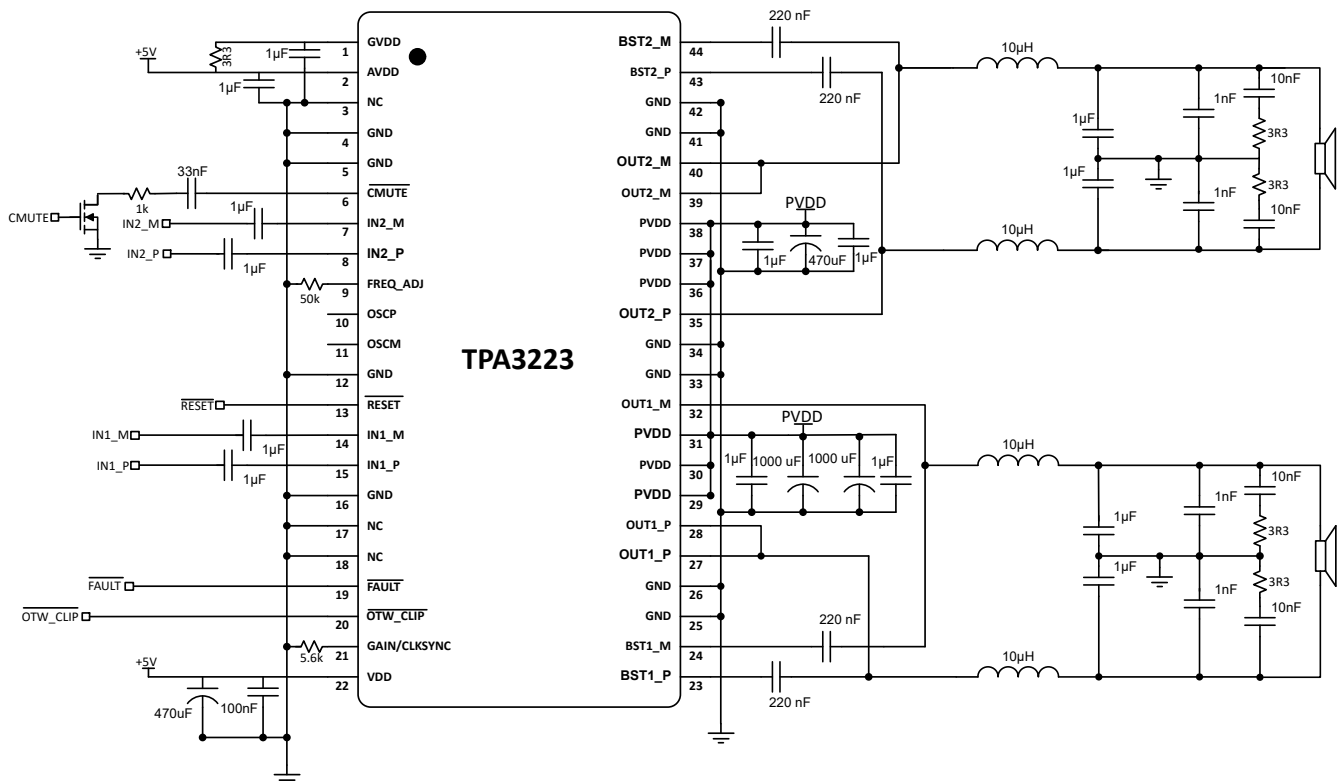 220 nF
GVDD
1
BST2_M
44
+5V
3R3
1µF
10µH
AVDD
2
BST2_P
43
10nF
1µF
220 nF
1nF
NC
3
GND
42
1µF
3R3
GND
4
GND
41
GND
5
OUT2_M
40
33nF
1µF
3R3
CMUTE
6
OUT2_M
39
1nF
1k
10nF
CMUTE
IN2_M
1µF
IN2_M
7
PVDD
38
PVDD
10µH
IN2_P
1µF
IN2_P
8
PVDD
37
1µF
470uF
1µF
50k
FREQ_ADJ
9
PVDD
36
OSCP
10
OUT2_P
35
OSCM
11
GND
34
TPA3223
GND
12
GND
33
RESET
RESET
13
OUT1_M
32
IN1_M
1µF
IN1_M
14
PVDD
31
PVDD
10µH
IN1_P
1µF
IN1_P
15
PVDD
30
1µF
1000 uF
1000 uF
1µF
10nF
GND
16
PVDD
29
1nF
NC
17
OUT1_P
28
1µF
3R3
NC
18
OUT1_P
27
1µF
3R3
FAULT
FAULT
19
GND
26
1nF
10nF
OTW_CLIP
OTW_CLIP
20
GND
25
220 nF
5.6k
GAIN/CLKSYNC
21
BST1_M
24
10µH
+5V
VDD
22
BST1_P
23
470uF
100nF
220 nF